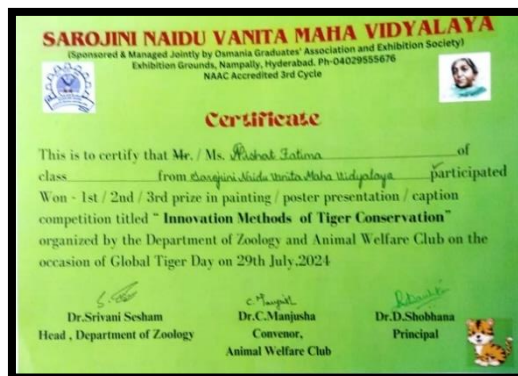 SAROJINI NAIDU VANITA MAHA VIDYALAYA
(Sponsored & Managed Jointly by Osmania Graduates' Association and Exhibition Society)
Exhibition Grounds, Nampally, Hyderabad. Ph-04029555676
NAAC Accredited 3rd Cycle
Certificate
This is to certify that Mr. / Ms. Nishat Fatima of
class from Sarojini Naidu Vanita Maha Vidyalaya participated
Won - 1st / 2nd / 3rd prize in painting / poster presentation / caption
competition titled " Innovation Methods of Tiger Conservation"
organized by the Department of Zoology and Animal Welfare Club on the
occasion of Global Tiger Day on 29th July,2024
Dr.Srivani Sesham Dr.C.Manjusha Dr.D.Shobhana
Head , Department of Zoology Convenor, Principal
Animal Welfare Club